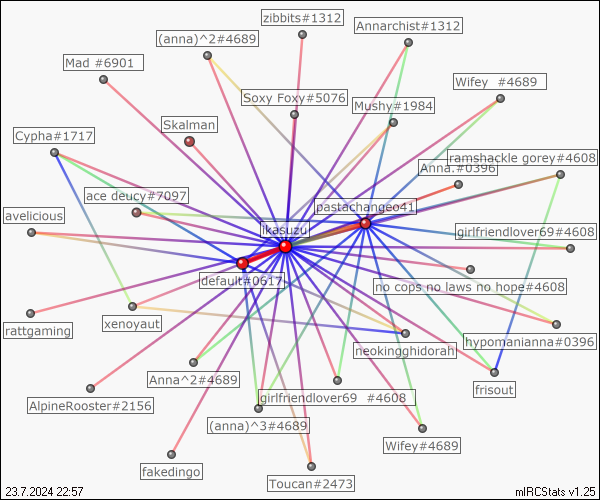 zibbits#1312
Annarchist#1312
(anna)^2#4689
Mad #6901
Wifey  #4689
Soxy Foxy#5076
Mushy#1984
Skalman
Cypha#1717
ramshackle gorey#4608
Anna.#0396
ace deucy#7097
pastachangeo41
avelicious
likasuzu
girlfriendlover69#4608
default#0617
no cops no laws no hope#4608
rattgaming
xenoyaut
hypomanianna#0396
neokingghidorah
Anna^2#4689
frisout
girlfriendlover69  #4608
AlpineRooster#2156
(anna)^3#4689
Wifey#4689
fakedingo
Toucan#2473
23.7.2024 22:57
mIRCStats v1.25